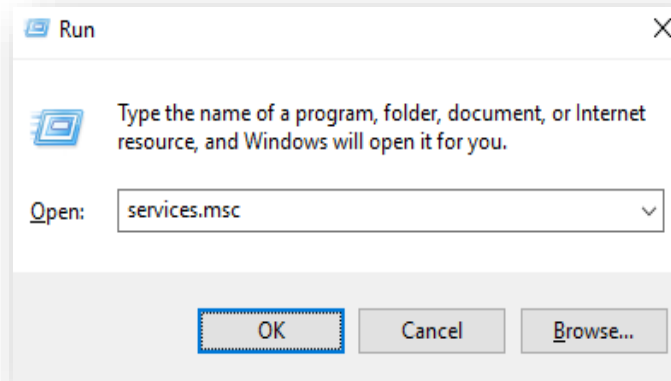 Run
Type the name of a program, folder, document, or Internet
resource, and Windows will open it for you.
Open: services.msc
OK Cancel Browse...